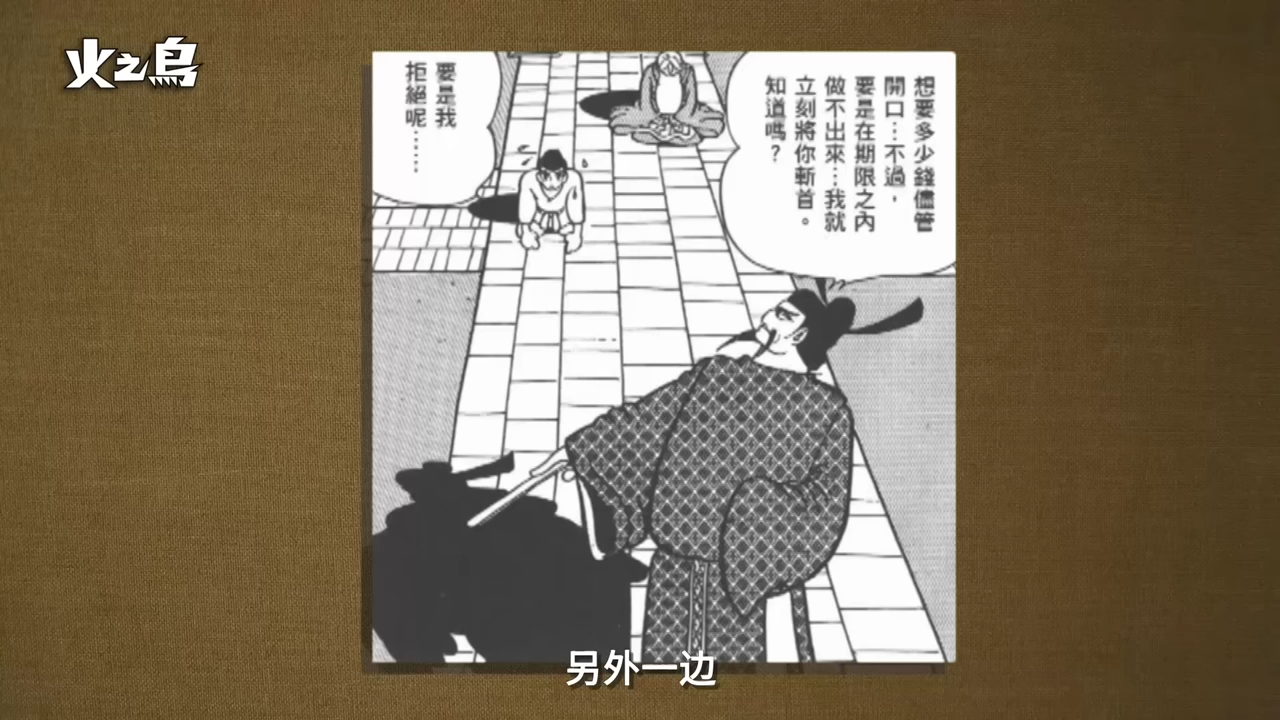 火之鳥
想要多少錢儘管
開口…不過，
要是在期限之內
做不出來…我就
立刻將你斬首。
知道嗎？
要是我
拒絕呢……
另外一边